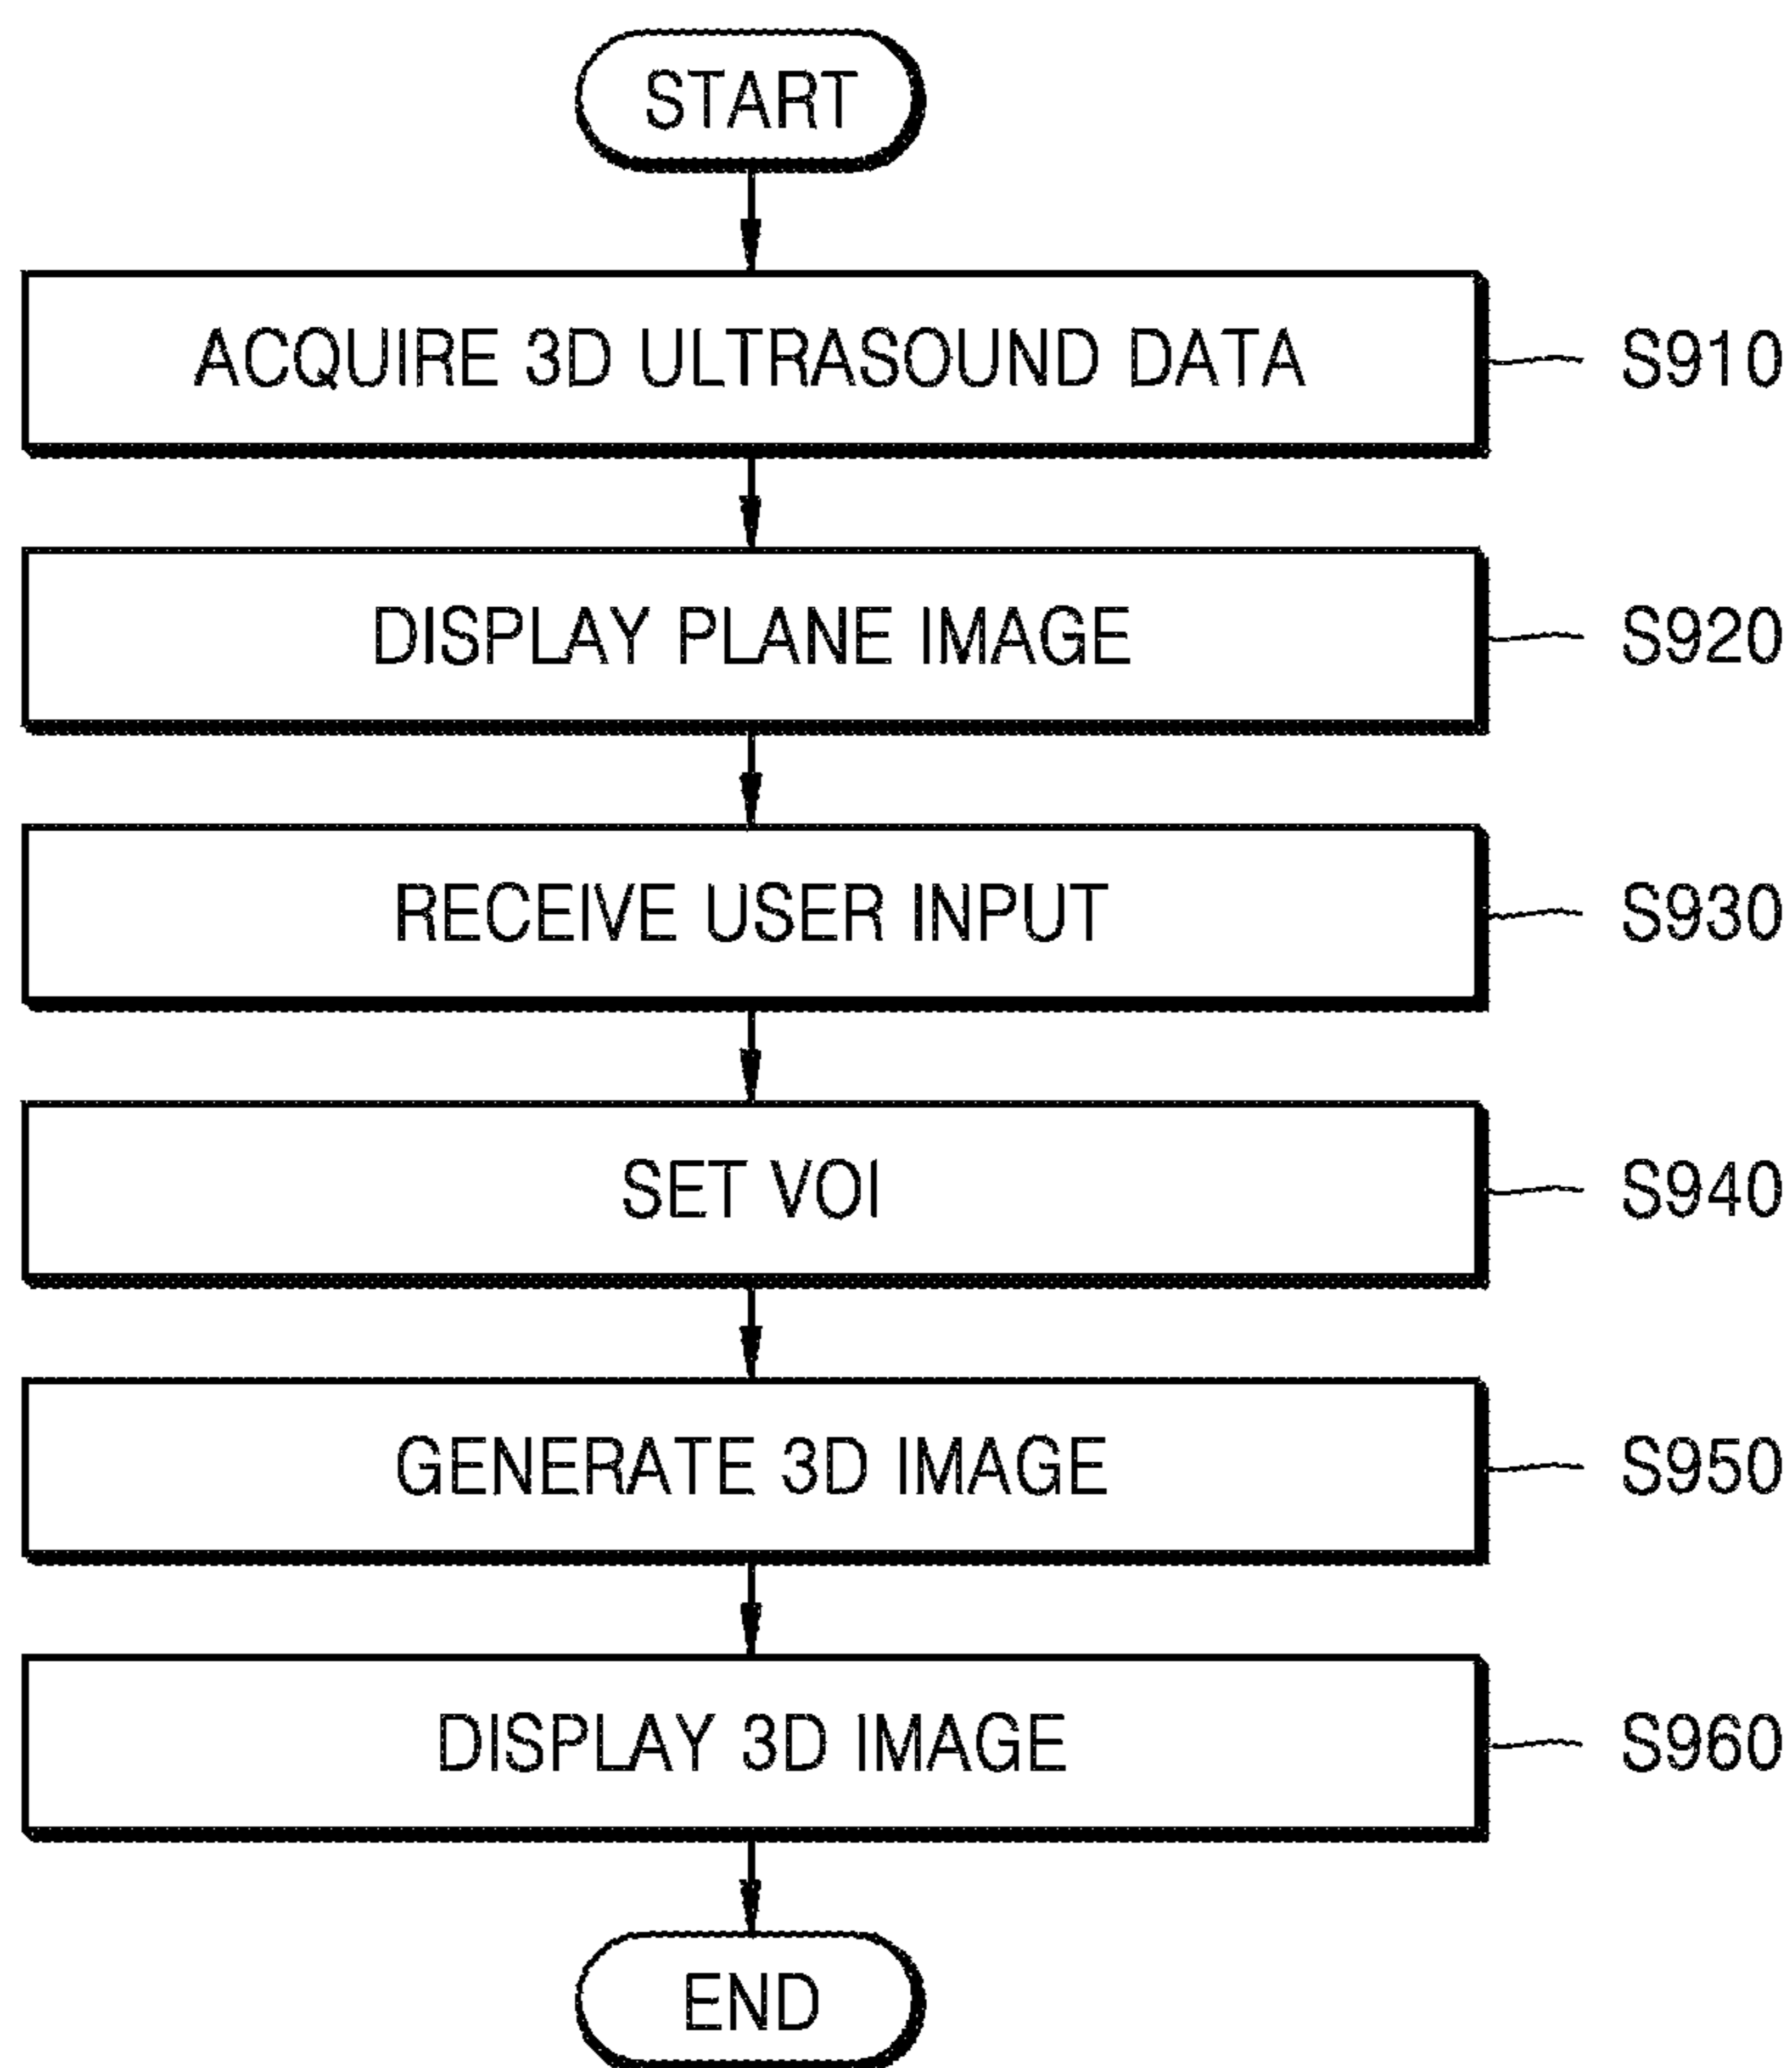 START
ACQUIRE 3D ULTRASOUND DATA S910
DISPLAY PLANE IMAGE S920
RECEIVE USER INPUT S930
SET VOI S940
GENERATE 3D IMAGE S950
DISPLAY 3D IMAGE S960
END